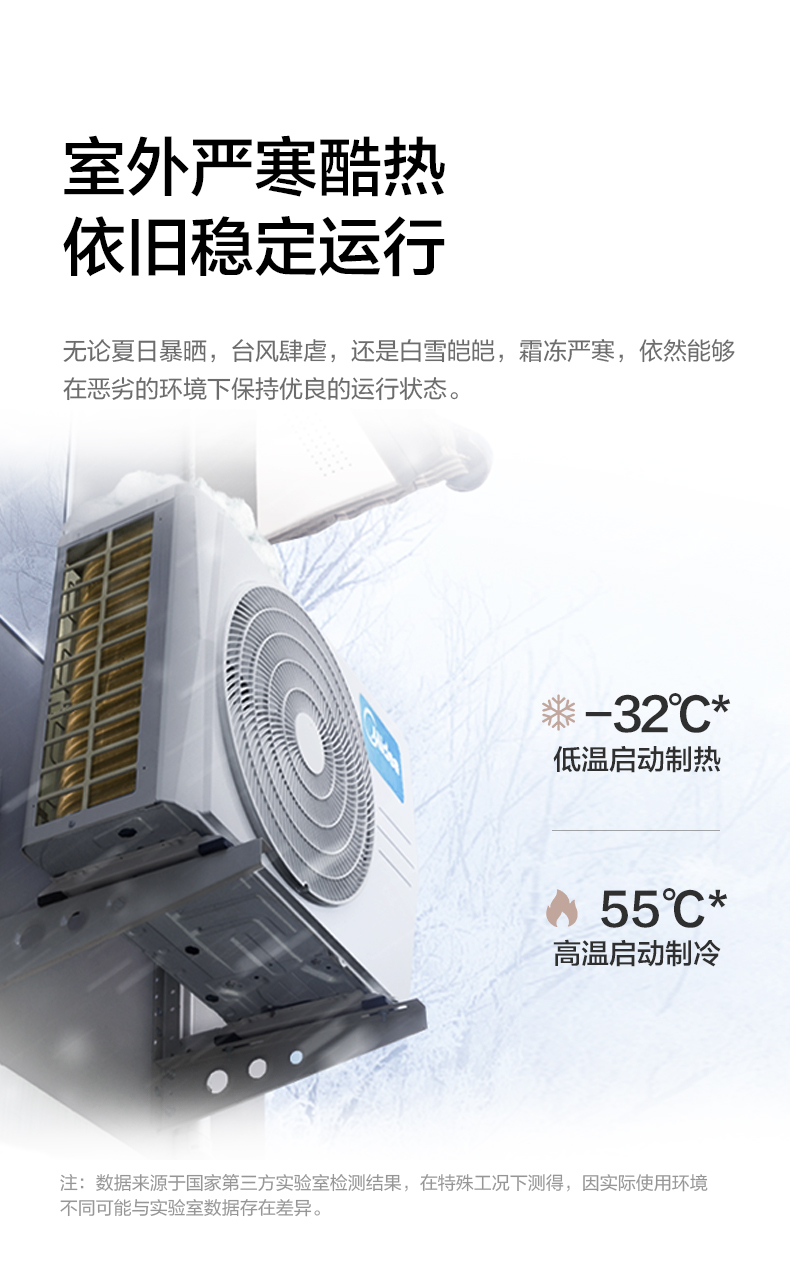 室外严寒酷热
依旧稳定运行
无论夏日暴晒，台风肆虐，还是白雪皑皑，霜冻严寒，依然能够
在恶劣的环境下保持优良的运行状态。
Midea
-32℃*
低温启动制热
55℃*
高温启动制冷
注：数据来源于国家第三方实验室检测结果，在特殊工况下测得，因实际使用环境
不同可能与实验室数据存在差异。